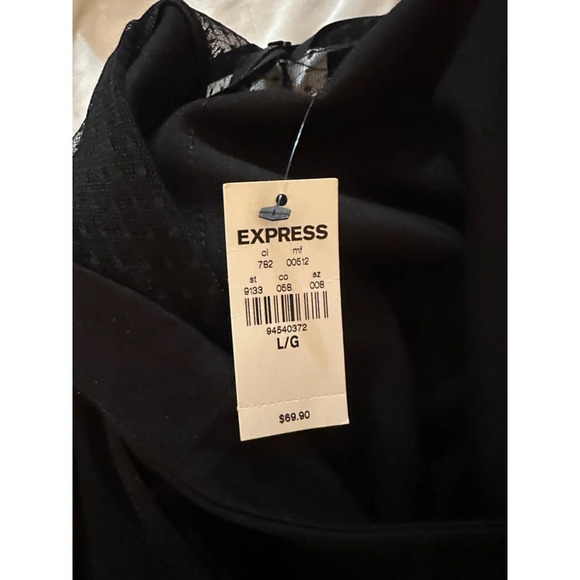 EXPRESS
cl mf
782 00512
st co sz
9133 058 008
94540372
L/G
$69.90